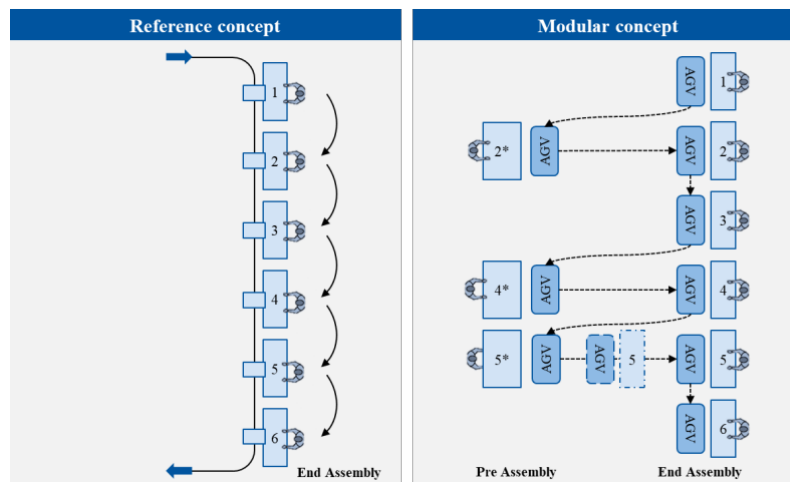 Reference concept
1
2
3
4
5
6
End Assembly
Modular concept
AGV 1
2* AGV AGV 2
AGV 3
4* AGV AGV 4
5* AGV AGV 5 AGV 5
AGV 6
Pre Assembly End Assembly